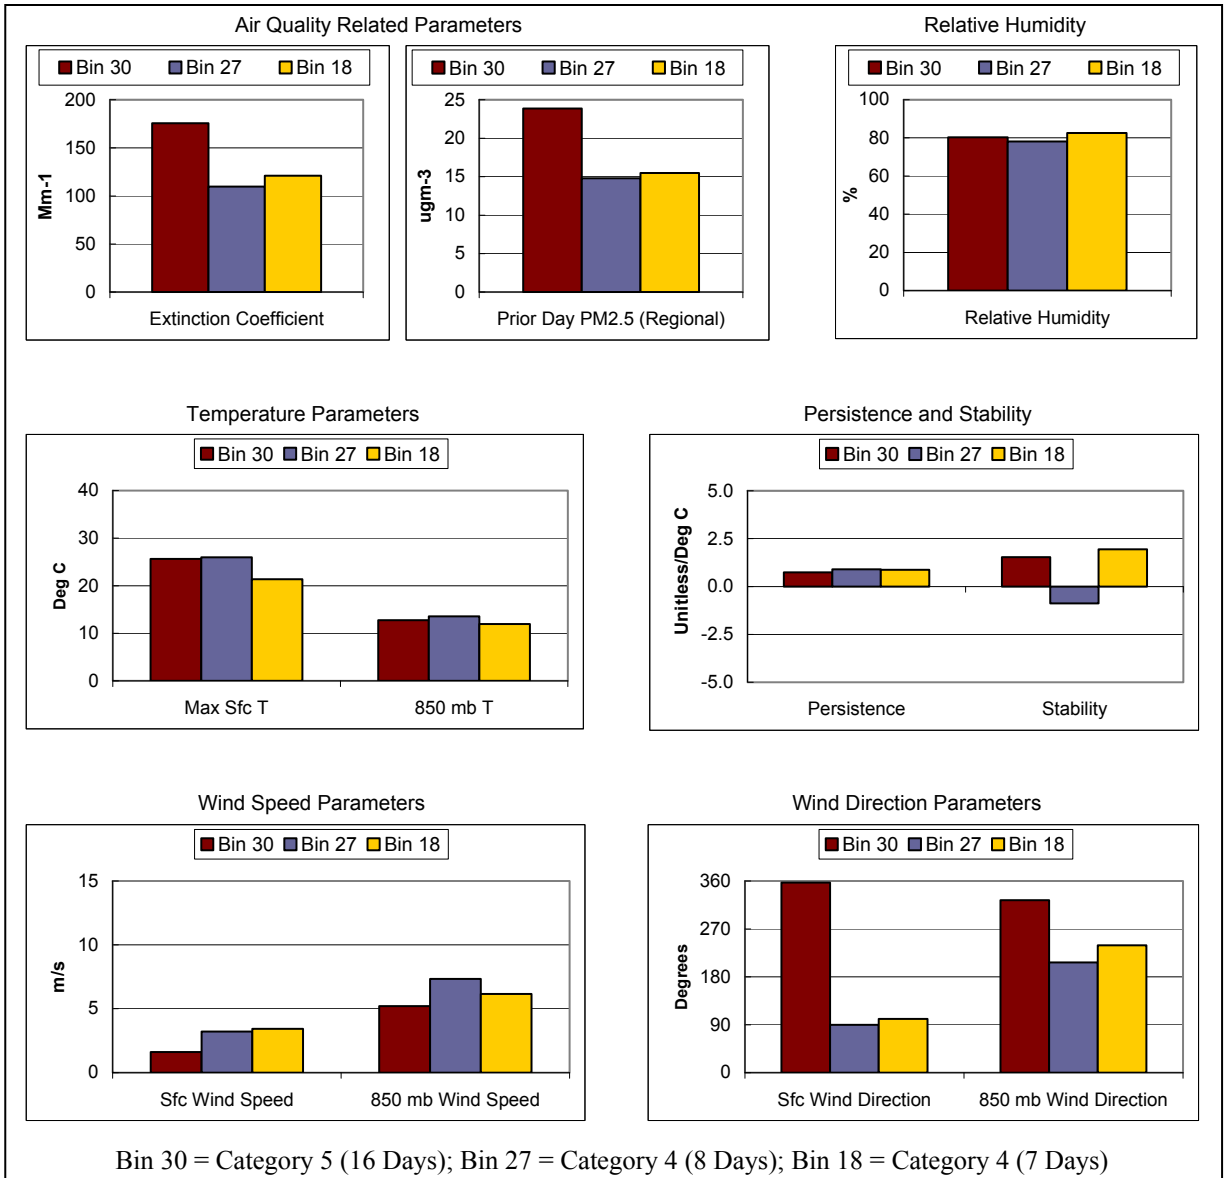 Air Quality Related Parameters
Relative Humidity
Bin 30 Bin 27 Bin 18
200
150
100
50
0
Mm-1
Extinction Coefficient
Bin 30 Bin 27 Bin 18
25
20
15
10
5
0
ugm-3
Prior Day PM2.5 (Regional)
Bin 30 Bin 27 Bin 18
100
80
60
40
20
0
%
Relative Humidity
Temperature Parameters
Bin 30 Bin 27 Bin 18
40
30
20
10
0
Deg C
Max Sfc T 850 mb T
Persistence and Stability
Bin 30 Bin 27 Bin 18
5.0
2.5
0.0
-2.5
-5.0
Unitless/Deg C
Persistence Stability
Wind Speed Parameters
Bin 30 Bin 27 Bin 18
15
10
5
0
m/s
Sfc Wind Speed 850 mb Wind Speed
Wind Direction Parameters
Bin 30 Bin 27 Bin 18
360
270
180
90
0
Degrees
Sfc Wind Direction 850 mb Wind Direction
Bin 30 = Category 5 (16 Days); Bin 27 = Category 4 (8 Days); Bin 18 = Category 4 (7 Days)